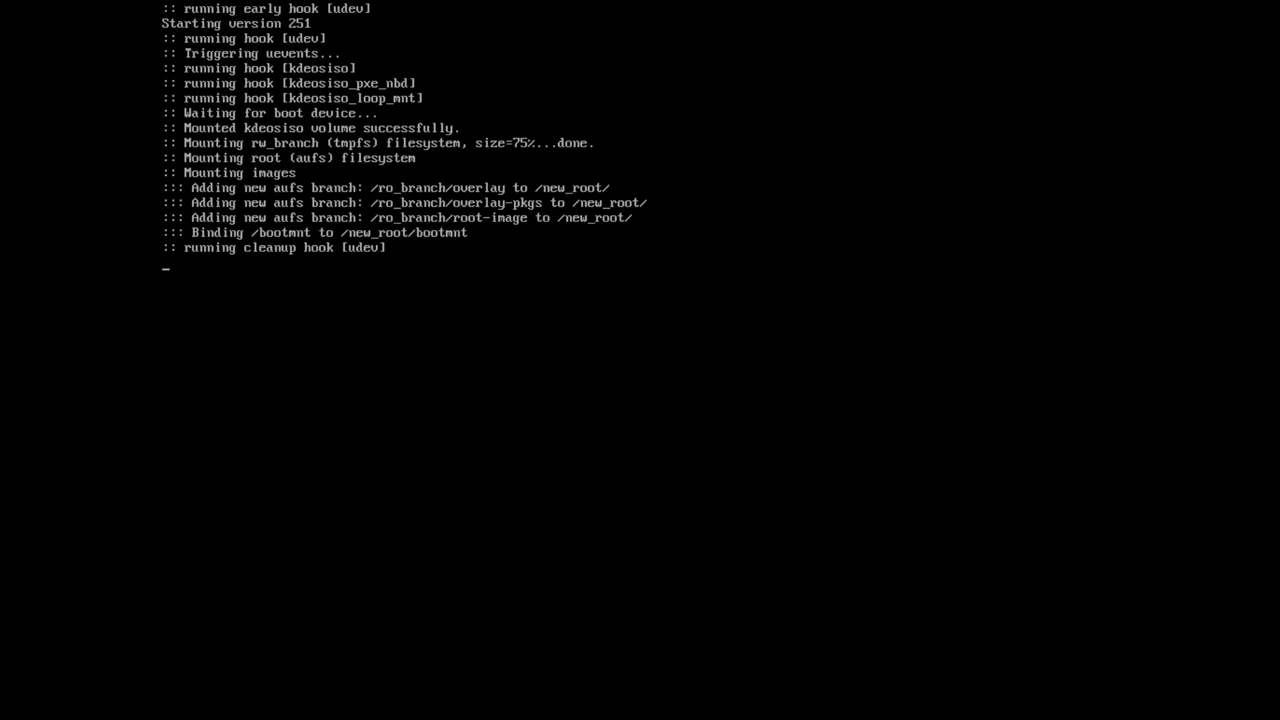 :: running early hook [udev]
Starting version 251
:: running hook [udev]
:: Triggering uevents...
:: running hook [kdeosiso]
:: running hook [kdeosiso_pxe_nbd]
:: running hook [kdeosiso_loop_mnt]
:: Waiting for boot device...
:: Mounted kdeosiso volume successfully.
:: Mounting rw_branch (tmpfs) filesystem, size=75%...done.
:: Mounting root (aufs) filesystem
:: Mounting images
::: Adding new aufs branch: /ro_branch/overlay to /new_root/
::: Adding new aufs branch: /ro_branch/overlay-pkgs to /new_root/
::: Adding new aufs branch: /ro_branch/root-image to /new_root/
::: Binding /bootmnt to /new_root/bootmnt
:: running cleanup hook [udev]